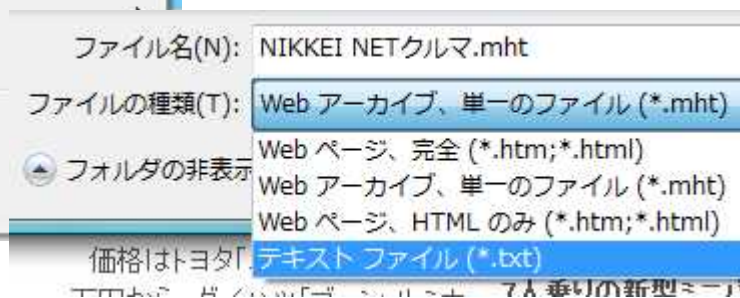 ファイル名(N): NIKKEI NETクルマ.mht
ファイルの種類(T): Web アーカイブ、単一のファイル (*.mht)
Web ページ、完全 (*.htm;*.html)
Web アーカイブ、単一のファイル (*.mht)
Web ページ、HTML のみ (*.htm;*.html)
テキスト ファイル (*.txt)
フォルダの非表示
価格はトヨタ「
7人乗りの新型ミニバ